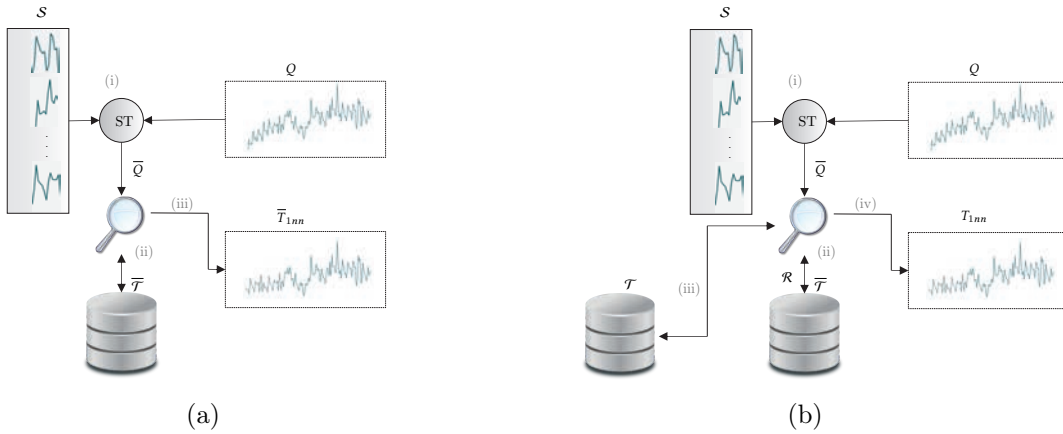 𝒮
(i)
Q
ST
Q̅
(iii)
T̅₁ₙₙ
(ii)
𝒯̅
(a)
𝒮
(i)
Q
ST
Q̅
(iv)
T₁ₙₙ
(ii)
𝒯
(iii)
ℛ
𝒯̅
(b)